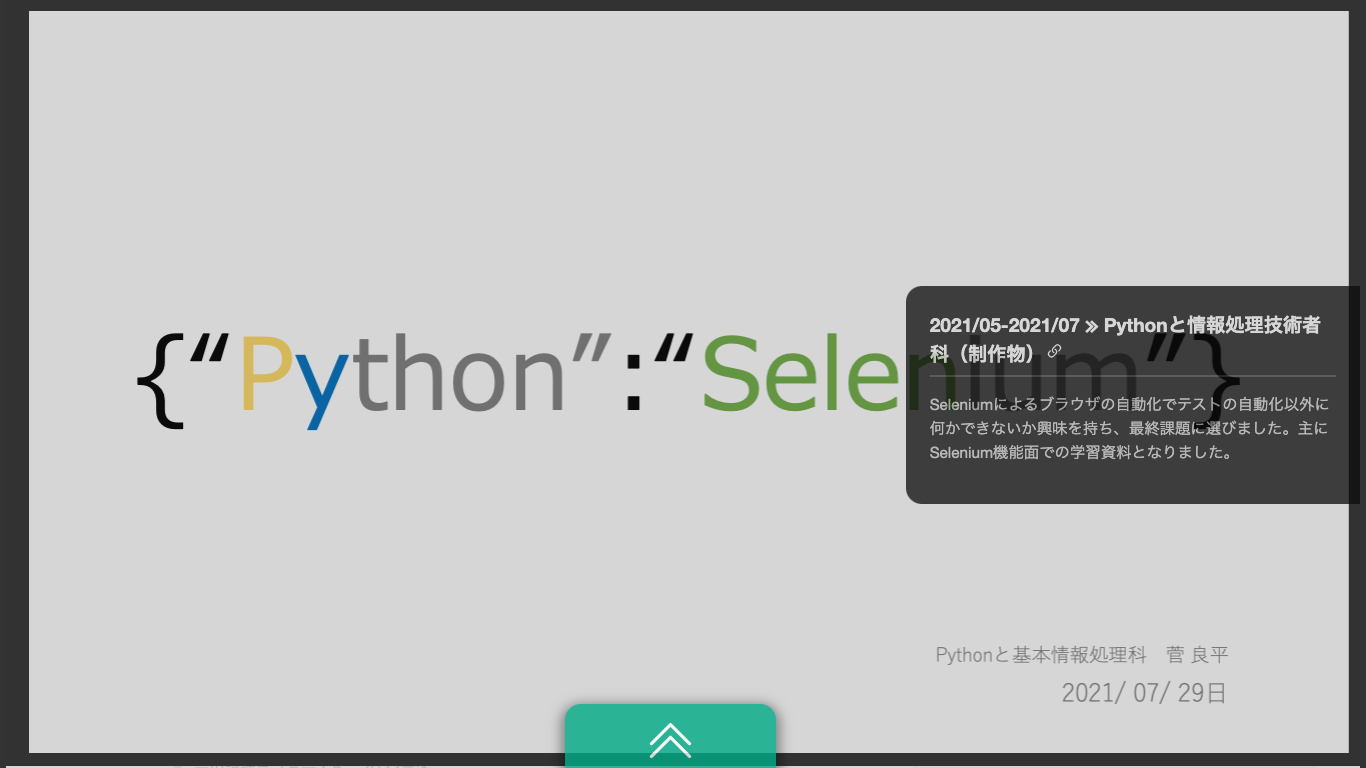 {“Python”:“Selenium”}
2021/05-2021/07 » Pythonと情報処理技術者
科（制作物）
Seleniumによるブラウザの自動化でテストの自動化以外に
何かできないか興味を持ち、最終課題に選びました。主に
Selenium機能面での学習資料となりました。
Pythonと基本情報処理科　菅 良平
2021/ 07/ 29日